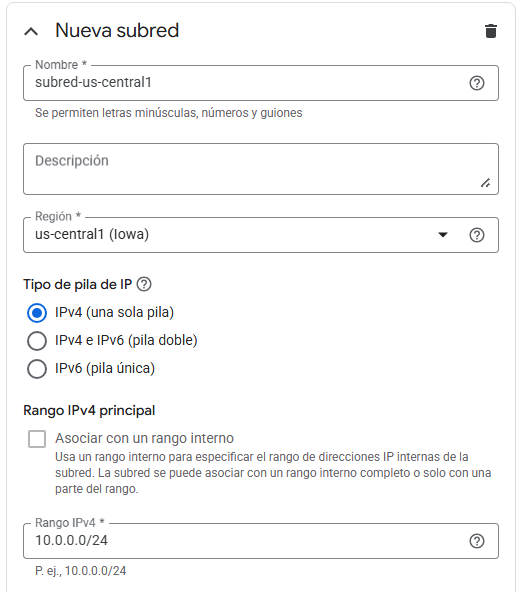 Nueva subred
Nombre *
subred-us-central1
Se permiten letras minúsculas, números y guiones
Descripción
Región *
us-central1 (Iowa)
Tipo de pila de IP
IPv4 (una sola pila)
IPv4 e IPv6 (pila doble)
IPv6 (pila única)
Rango IPv4 principal
Asociar con un rango interno
Usa un rango interno para especificar el rango de direcciones IP internas de la
subred. La subred se puede asociar con un rango interno completo o solo con una
parte del rango.
Rango IPv4 *
10.0.0.0/24
P. ej., 10.0.0.0/24